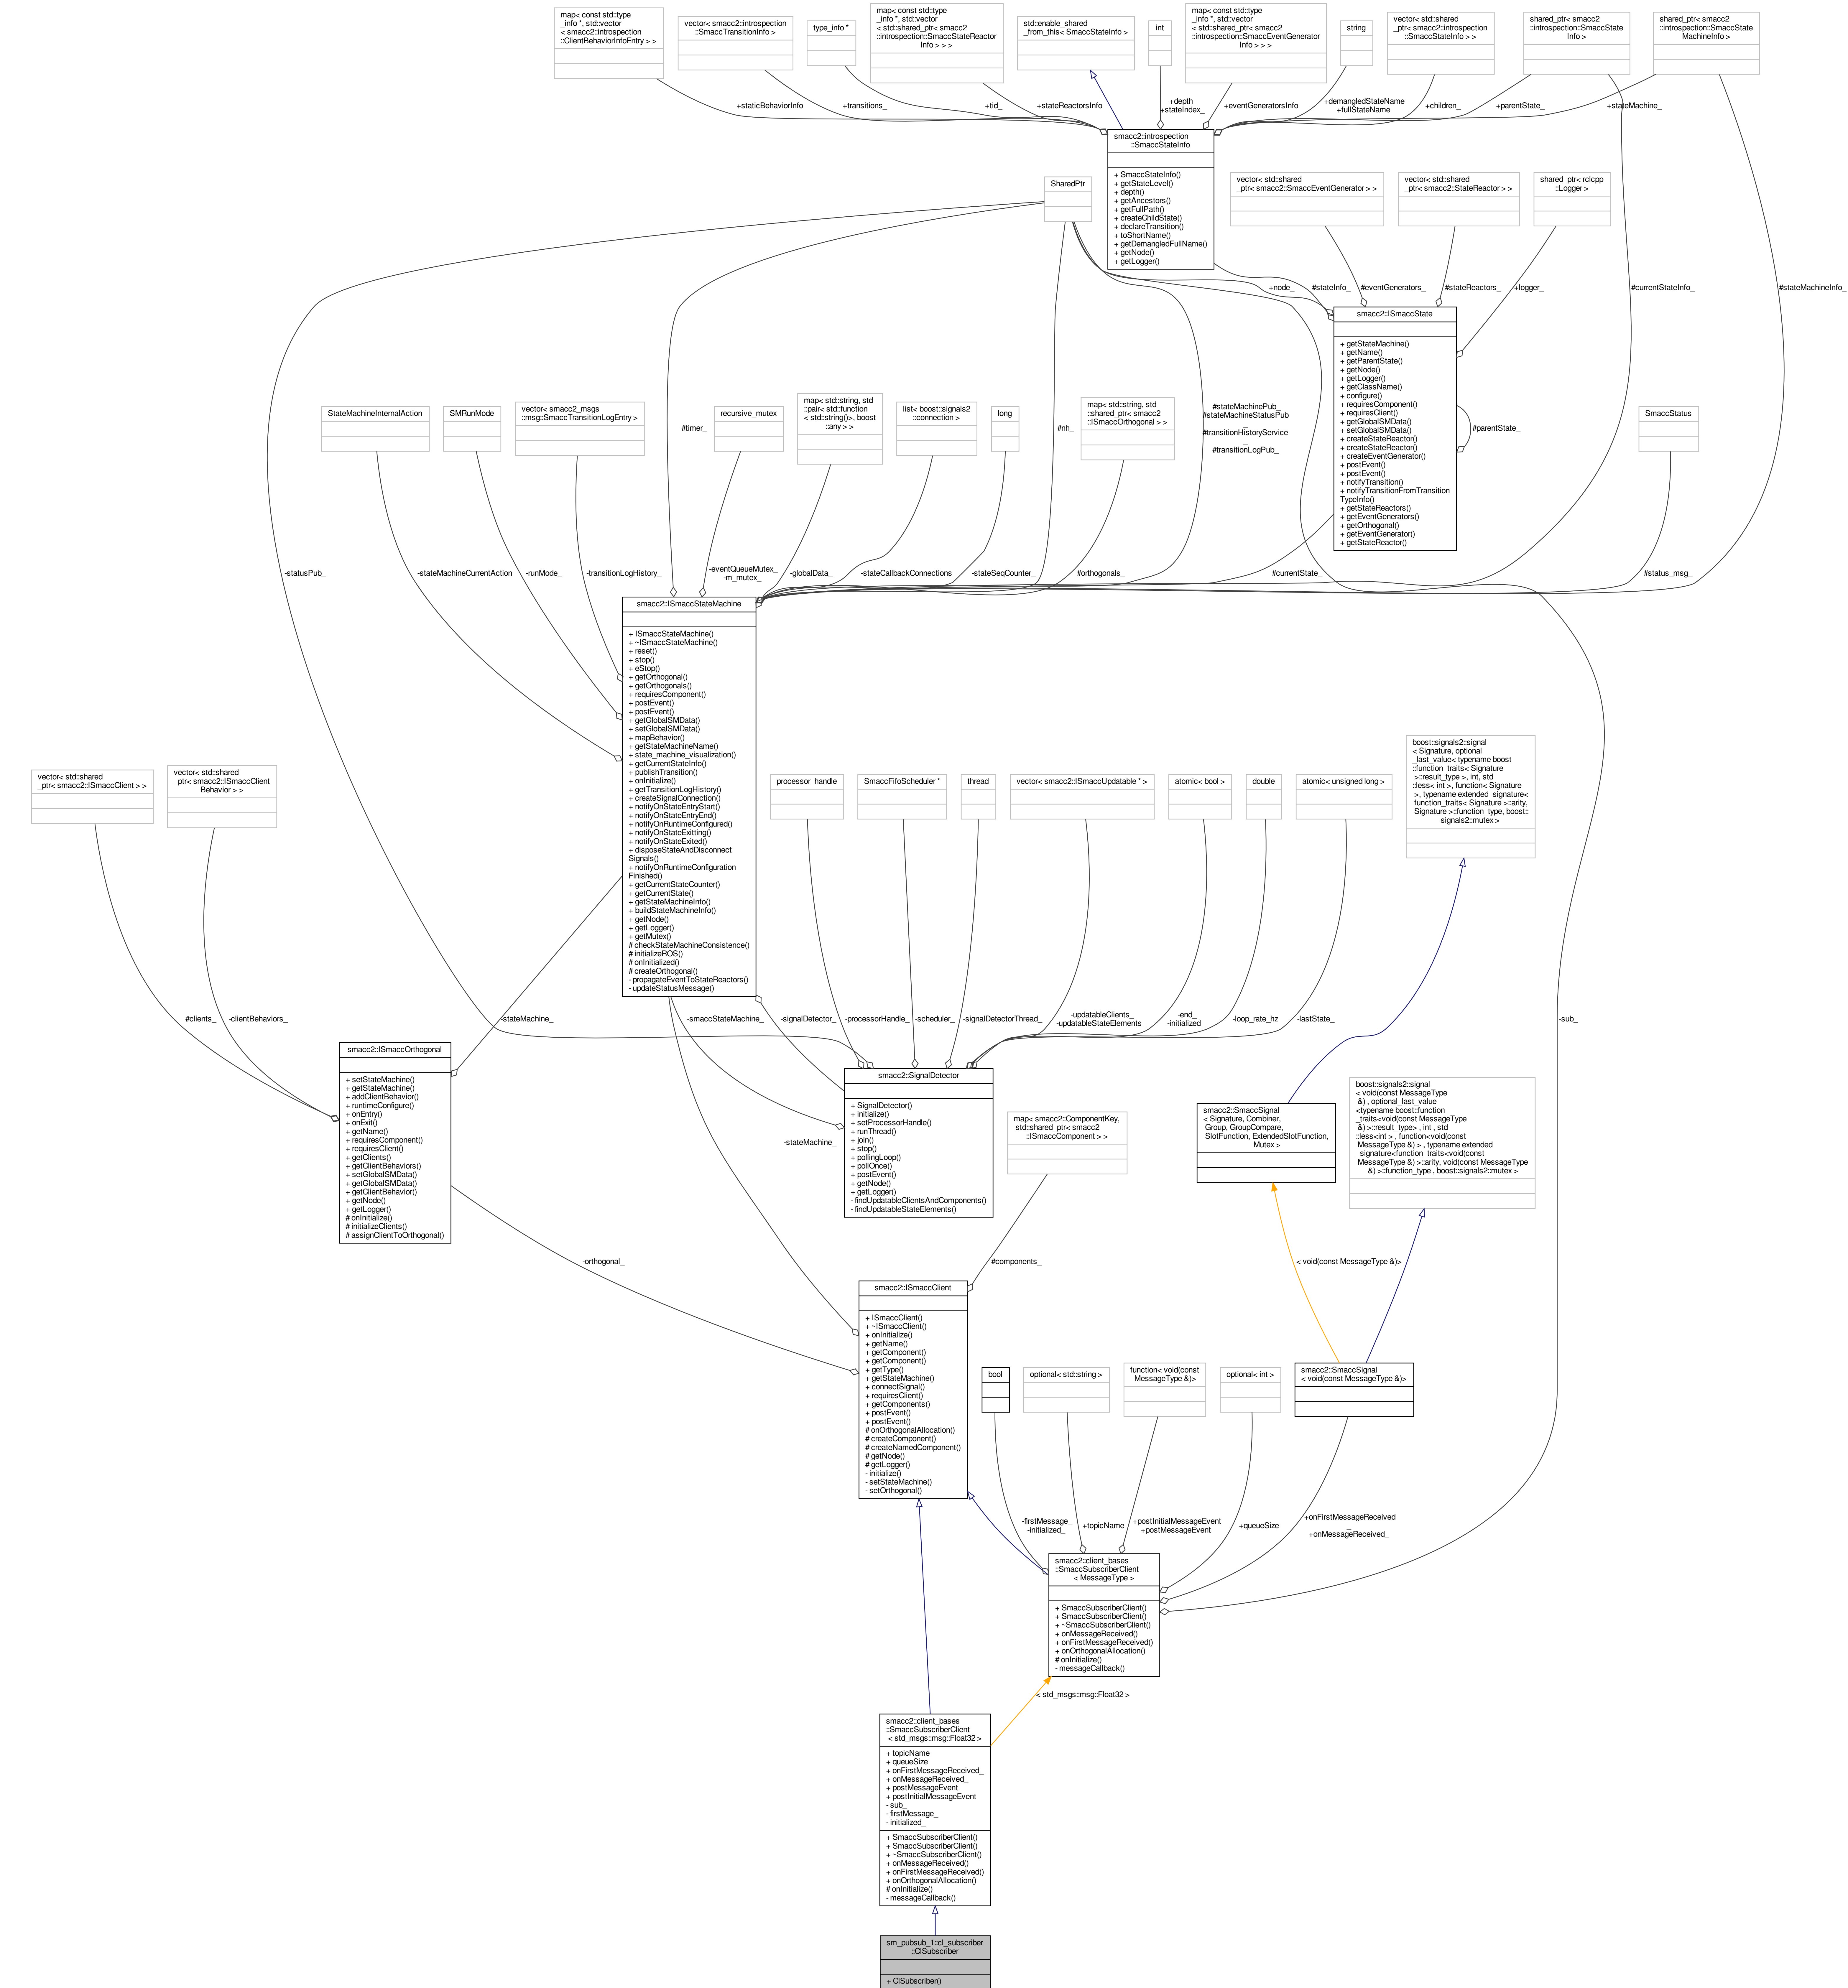 map< const std::type
_info *, std::vector
< smacc2::introspection
::ClientBehaviorInfoEntry > >
vector< smacc2::introspection
::SmaccTransitionInfo >
type_info *
map< const std::type
_info *, std::vector
< std::shared_ptr< smacc2
::introspection::SmaccStateReactor
Info > > >
std::enable_shared
_from_this< SmaccStateInfo >
int
map< const std::type
_info *, std::vector
< std::shared_ptr< smacc2
::introspection::SmaccEventGenerator
Info > > >
string
vector< std::shared
_ptr< smacc2::introspection
::SmaccStateInfo > >
shared_ptr< smacc2
::introspection::SmaccState
Info >
shared_ptr< smacc2
::introspection::SmaccState
MachineInfo >
+staticBehaviorInfo
+transitions_
+tid_
+stateReactorsInfo
+depth_
+stateIndex_
+eventGeneratorsInfo
+demangledStateName
+fullStateName
+children_
+parentState_
+stateMachine_
smacc2::introspection
::SmaccStateInfo
+ SmaccStateInfo()
+ getStateLevel()
+ depth()
+ getAncestors()
+ getFullPath()
+ createChildState()
+ declareTransition()
+ toShortName()
+ getDemangledFullName()
+ getNode()
+ getLogger()
SharedPtr
vector< std::shared
_ptr< smacc2::SmaccEventGenerator > >
vector< std::shared
_ptr< smacc2::StateReactor > >
shared_ptr< rclcpp
::Logger >
+node_
#stateInfo_
#eventGenerators_
#stateReactors_
+logger_
#currentStateInfo_
#stateMachineInfo_
smacc2::ISmaccState
+ getStateMachine()
+ getName()
+ getParentState()
+ getNode()
+ getLogger()
+ getClassName()
+ configure()
+ requiresComponent()
+ requiresClient()
+ getGlobalSMData()
+ setGlobalSMData()
+ createStateReactor()
+ createStateReactor()
+ createEventGenerator()
+ postEvent()
+ postEvent()
+ notifyTransition()
+ notifyTransitionFromTransition
TypeInfo()
+ getStateReactors()
+ getEventGenerators()
+ getOrthogonal()
+ getEventGenerator()
+ getStateReactor()
#parentState_
StateMachineInternalAction
SMRunMode
vector< smacc2_msgs
::msg::SmaccTransitionLogEntry >
#timer_
recursive_mutex
map< std::string, std
::pair< std::function
< std::string()>, boost
::any > >
list< boost::signals2
::connection >
long
#nh_
map< std::string, std
::shared_ptr< smacc2
::ISmaccOrthogonal > >
#stateMachinePub_
#stateMachineStatusPub
_
#transitionHistoryService
_
#transitionLogPub_
SmaccStatus
-statusPub_
-stateMachineCurrentAction
-runMode_
-transitionLogHistory_
-eventQueueMutex_
-m_mutex_
-globalData_
-stateCallbackConnections
-stateSeqCounter_
#orthogonals_
#currentState_
#status_msg_
smacc2::ISmaccStateMachine
+ ISmaccStateMachine()
+ ~ISmaccStateMachine()
+ reset()
+ stop()
+ eStop()
+ getOrthogonal()
+ getOrthogonals()
+ requiresComponent()
+ postEvent()
+ postEvent()
+ getGlobalSMData()
+ setGlobalSMData()
+ mapBehavior()
+ getStateMachineName()
+ state_machine_visualization()
+ getCurrentStateInfo()
+ publishTransition()
+ onInitialize()
+ getTransitionLogHistory()
+ createSignalConnection()
+ notifyOnStateEntryStart()
+ notifyOnStateEntryEnd()
+ notifyOnRuntimeConfigured()
+ notifyOnStateExitting()
+ notifyOnStateExited()
+ disposeStateAndDisconnect
Signals()
+ notifyOnRuntimeConfiguration
Finished()
+ getCurrentStateCounter()
+ getCurrentState()
+ getStateMachineInfo()
+ buildStateMachineInfo()
+ getNode()
+ getLogger()
+ getMutex()
# checkStateMachineConsistence()
# initializeROS()
# onInitialized()
# createOrthogonal()
- propagateEventToStateReactors()
- updateStatusMessage()
vector< std::shared
_ptr< smacc2::ISmaccClient > >
vector< std::shared
_ptr< smacc2::ISmaccClient
Behavior > >
processor_handle
SmaccFifoScheduler *
thread
vector< smacc2::ISmaccUpdatable * >
atomic< bool >
double
atomic< unsigned long >
boost::signals2::signal
< Signature, optional
_last_value< typename boost
::function_traits< Signature
>::result_type >, int, std
::less< int >, function< Signature
>, typename extended_signature<
function_traits< Signature >::arity,
Signature >::function_type, boost::
signals2::mutex >
#clients_
-clientBehaviors_
-stateMachine_
-smaccStateMachine_
-signalDetector_
-processorHandle_
-scheduler_
-signalDetectorThread_
-updatableClients_
-updatableStateElements_
-end_
-initialized_
-loop_rate_hz
-lastState_
-sub_
smacc2::ISmaccOrthogonal
+ setStateMachine()
+ getStateMachine()
+ addClientBehavior()
+ runtimeConfigure()
+ onEntry()
+ onExit()
+ getName()
+ requiresComponent()
+ requiresClient()
+ getClients()
+ getClientBehaviors()
+ setGlobalSMData()
+ getGlobalSMData()
+ getClientBehavior()
+ getNode()
+ getLogger()
# onInitialize()
# initializeClients()
# assignClientToOrthogonal()
smacc2::SignalDetector
+ SignalDetector()
+ initialize()
+ setProcessorHandle()
+ runThread()
+ join()
+ stop()
+ pollingLoop()
+ pollOnce()
+ postEvent()
+ getNode()
+ getLogger()
- findUpdatableClientsAndComponents()
- findUpdatableStateElements()
map< smacc2::ComponentKey,
std::shared_ptr< smacc2
::ISmaccComponent > >
smacc2::SmaccSignal
< Signature, Combiner,
Group, GroupCompare,
SlotFunction, ExtendedSlotFunction,
Mutex >
boost::signals2::signal
< void(const MessageType
&) , optional_last_value
<typename boost::function
_traits<void(const MessageType
&) >::result_type> , int , std
::less<int > , function<void(const
MessageType &) > , typename extended
_signature<function_traits<void(const
MessageType &) >::arity, void(const MessageType
&) >::function_type , boost::signals2::mutex >
-stateMachine_
-orthogonal_
#components_
< void(const MessageType &)>
smacc2::ISmaccClient
+ ISmaccClient()
+ ~ISmaccClient()
+ onInitialize()
+ getName()
+ getComponent()
+ getComponent()
+ getType()
+ getStateMachine()
+ connectSignal()
+ requiresClient()
+ getComponents()
+ postEvent()
+ postEvent()
# onOrthogonalAllocation()
# createComponent()
# createNamedComponent()
# getNode()
# getLogger()
- initialize()
- setStateMachine()
- setOrthogonal()
bool
optional< std::string >
function< void(const
MessageType &)>
optional< int >
smacc2::SmaccSignal
< void(const MessageType &)>
-firstMessage_
-initialized_
+topicName
+postInitialMessageEvent
+postMessageEvent
+queueSize
+onFirstMessageReceived
_
+onMessageReceived_
smacc2::client_bases
::SmaccSubscriberClient
< MessageType >
+ SmaccSubscriberClient()
+ SmaccSubscriberClient()
+ ~SmaccSubscriberClient()
+ onMessageReceived()
+ onFirstMessageReceived()
+ onOrthogonalAllocation()
# onInitialize()
- messageCallback()
< std_msgs::msg::Float32 >
smacc2::client_bases
::SmaccSubscriberClient
< std_msgs::msg::Float32 >
+ topicName
+ queueSize
+ onFirstMessageReceived_
+ onMessageReceived_
+ postMessageEvent
+ postInitialMessageEvent
- sub_
- firstMessage_
- initialized_
+ SmaccSubscriberClient()
+ SmaccSubscriberClient()
+ ~SmaccSubscriberClient()
+ onMessageReceived()
+ onFirstMessageReceived()
+ onOrthogonalAllocation()
# onInitialize()
- messageCallback()
sm_pubsub_1::cl_subscriber
::ClSubscriber
+ ClSubscriber()